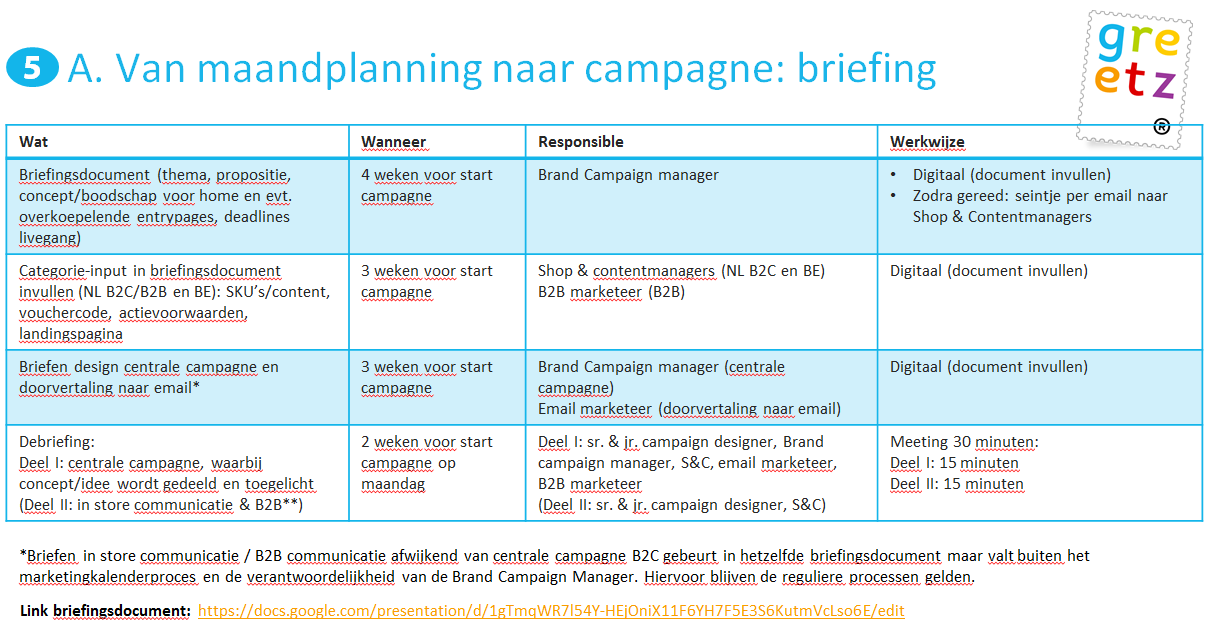 5 A. Van maandplanning naar campagne: briefing
gre
etz
®
Wat
Wanneer
Responsible
Werkwijze
Briefingsdocument (thema, propositie,
concept/boodschap voor home en evt.
overkoepelende entrypages, deadlines
livegang)
4 weken voor start
campagne
Brand Campaign manager
• Digitaal (document invullen)
• Zodra gereed: seintje per email naar
Shop & Contentmanagers
Categorie-input in briefingsdocument
invullen (NL B2C/B2B en BE): SKU's/content,
vouchercode, actievoorwaarden,
landingspagina
3 weken voor start
campagne
Shop & contentmanagers (NL B2C en BE)
B2B marketeer (B2B)
Digitaal (document invullen)
Briefen design centrale campagne en
doorvertaling naar email*
3 weken voor start
campagne
Brand Campaign manager (centrale
campagne)
Email marketeer (doorvertaling naar email)
Digitaal (document invullen)
Debriefing:
Deel I: centrale campagne, waarbij
concept/idee wordt gedeeld en toegelicht
(Deel II: in store communicatie & B2B**)
2 weken voor start
campagne op
maandag
Deel I: sr. & jr. campaign designer, Brand
campaign manager, S&C, email marketeer,
B2B marketeer
(Deel II: sr. & jr. campaign designer, S&C)
Meeting 30 minuten:
Deel I: 15 minuten
Deel II: 15 minuten
*Briefen in store communicatie / B2B communicatie afwijkend van centrale campagne B2C gebeurt in hetzelfde briefingsdocument maar valt buiten het
marketingkalenderproces en de verantwoordelijkheid van de Brand Campaign Manager. Hiervoor blijven de reguliere processen gelden.
Link briefingsdocument: https://docs.google.com/presentation/d/1gTmqWR7l54Y-HEjOniX11F6YH7F5E3S6KutmVcLso6E/edit